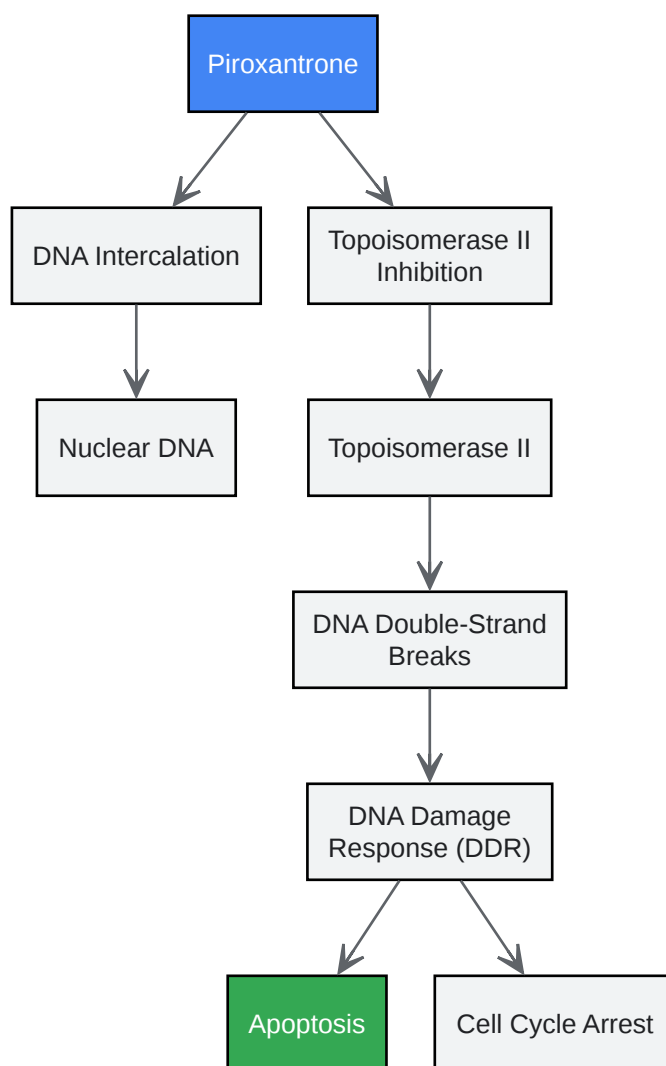 Piroxantrone
DNA Intercalation
Topoisomerase II
Inhibition
Nuclear DNA
Topoisomerase II
DNA Double-Strand
Breaks
DNA Damage
Response (DDR)
Apoptosis
Cell Cycle Arrest